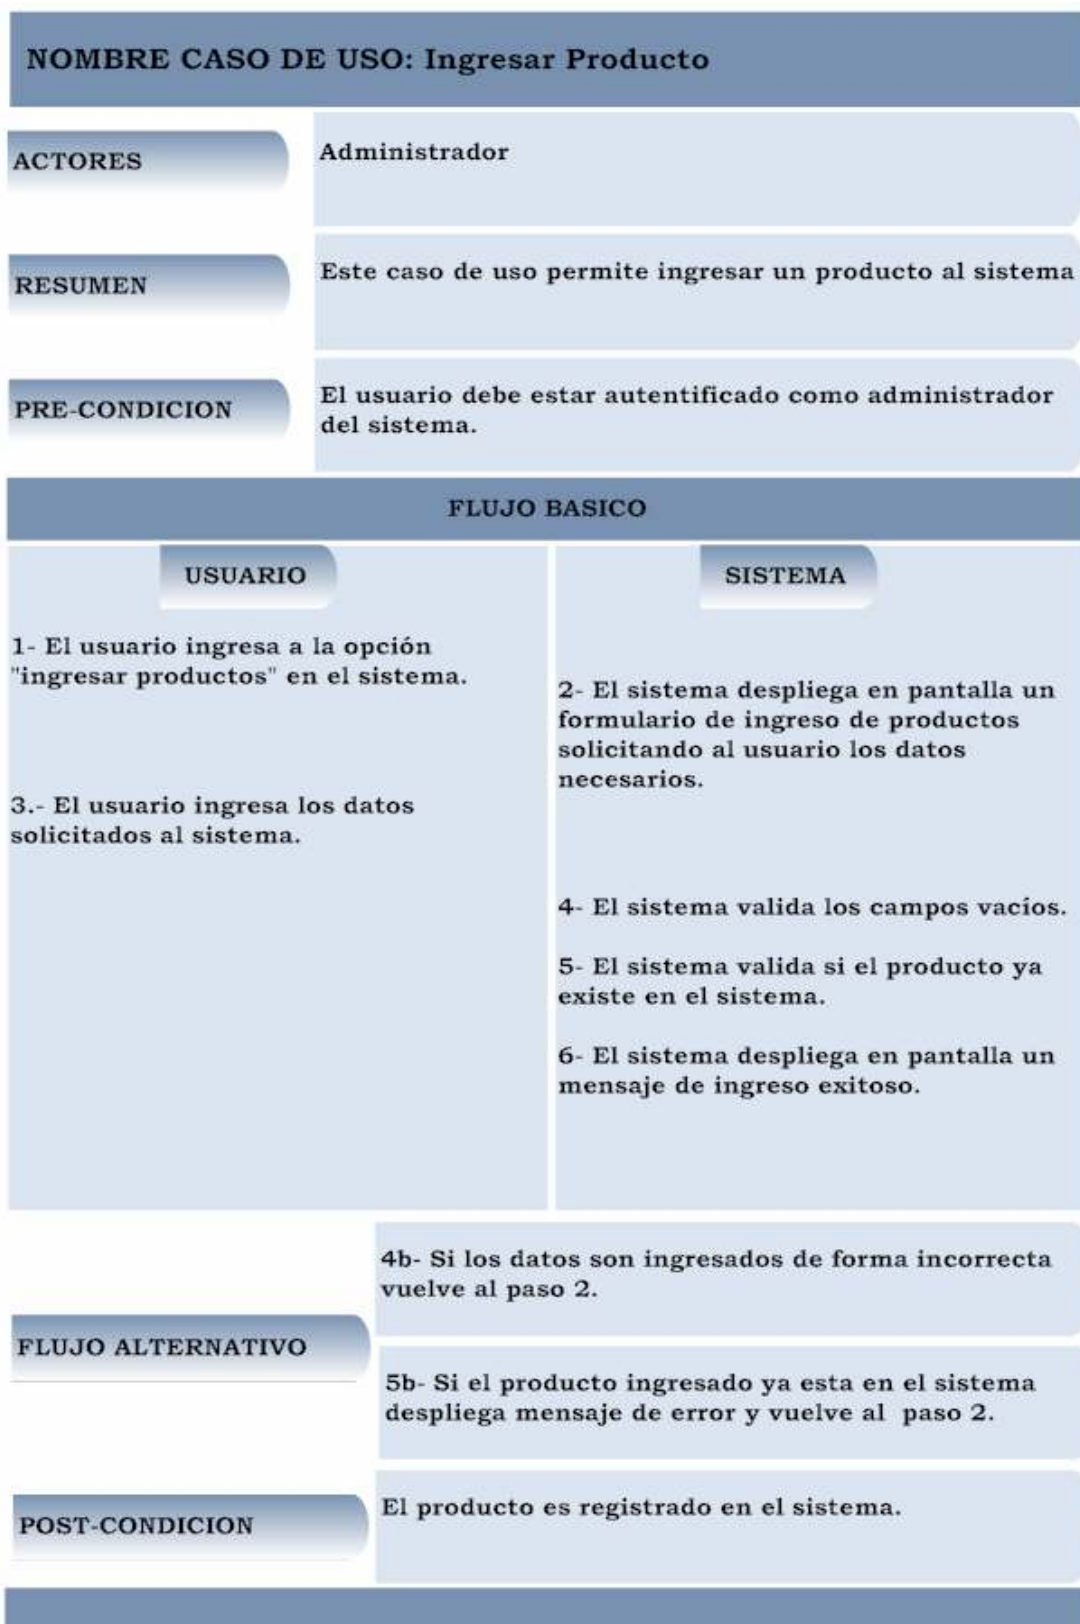 NOMBRE CASO DE USO: Ingresar Producto
ACTORES
Administrador
RESUMEN
Este caso de uso permite ingresar un producto al sistema
PRE-CONDICION
El usuario debe estar autentificado como administrador
del sistema.
FLUJO BASICO
USUARIO
1- El usuario ingresa a la opción
"ingresar productos" en el sistema.
3.- El usuario ingresa los datos
solicitados al sistema.
SISTEMA
2- El sistema despliega en pantalla un
formulario de ingreso de productos
solicitando al usuario los datos
necesarios.
4- El sistema valida los campos vacíos.
5- El sistema valida si el producto ya
existe en el sistema.
6- El sistema despliega en pantalla un
mensaje de ingreso exitoso.
FLUJO ALTERNATIVO
4b- Si los datos son ingresados de forma incorrecta
vuelve al paso 2.
5b- Si el producto ingresado ya esta en el sistema
despliega mensaje de error y vuelve al  paso 2.
POST-CONDICION
El producto es registrado en el sistema.